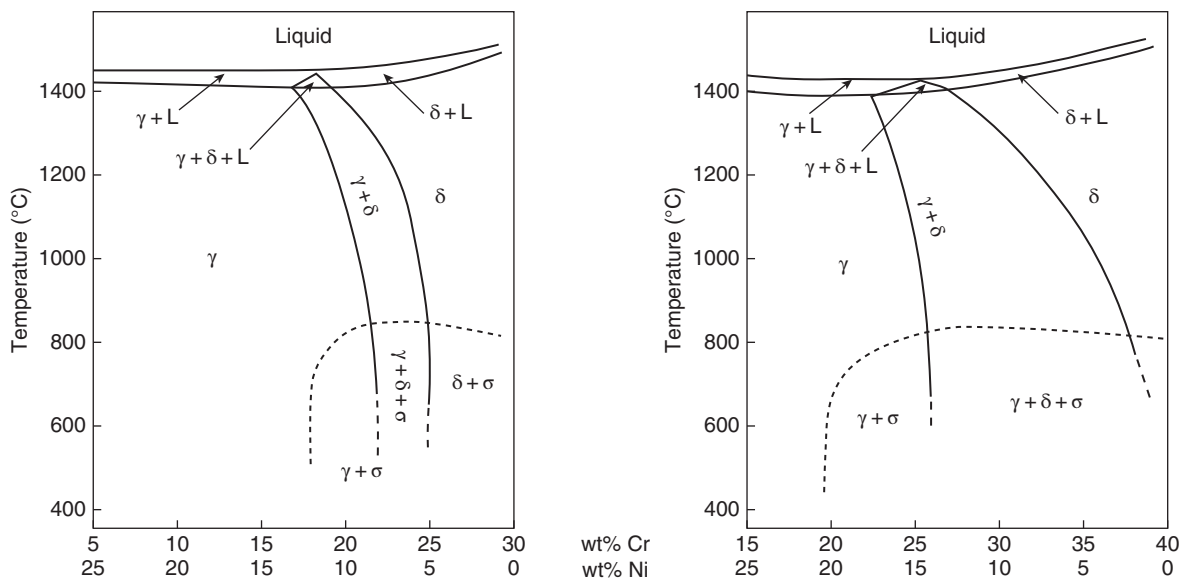 Liquid
1400
γ + L
δ + L
γ + δ + L
1200
γ + δ
δ
1000
γ
800
γ + δ + σ
δ + σ
600
γ + σ
400
Temperature (°C)
5 10 15 20 25 30
25 20 15 10 5 0
wt% Cr
wt% Ni
Liquid
1400
γ + L
δ + L
γ + δ + L
1200
γ + δ
δ
1000
γ
800
γ + σ
γ + δ + σ
600
400
Temperature (°C)
15 20 25 30 35 40
25 20 15 10 5 0